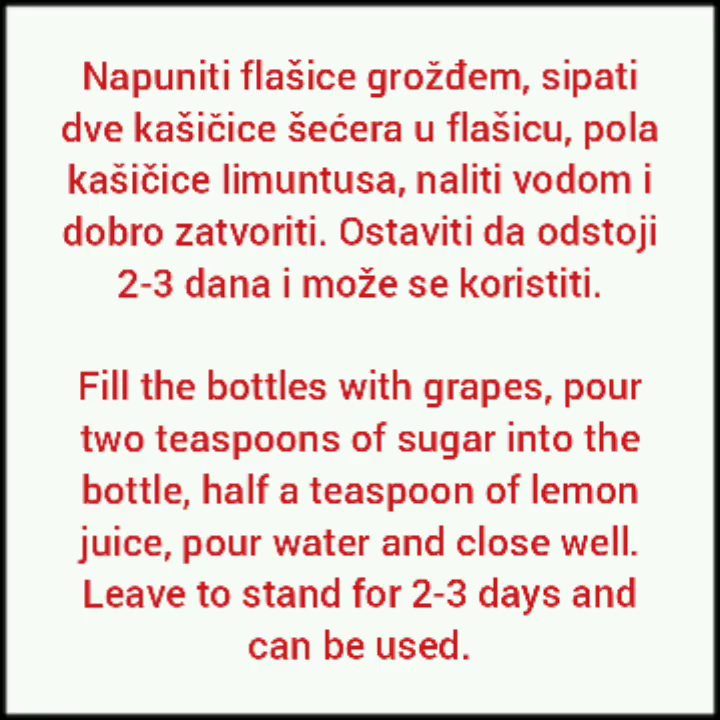 Napuniti flašice grožđem, sipati
dve kašičice šećera u flašicu, pola
kašičice limuntusa, naliti vodom i
dobro zatvoriti. Ostaviti da odstoji
2-3 dana i može se koristiti.
Fill the bottles with grapes, pour
two teaspoons of sugar into the
bottle, half a teaspoon of lemon
juice, pour water and close well.
Leave to stand for 2-3 days and
can be used.